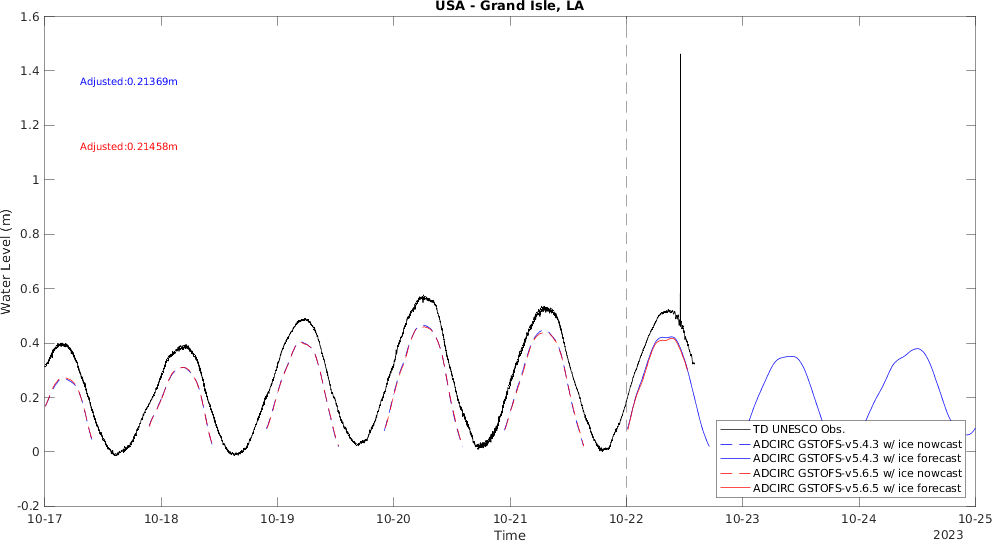 USA - Grand Isle, LA
1.6
1.4
1.2
1
0.8
0.6
0.4
0.2
0
-0.2
Water Level (m)
Adjusted:0.21369m
Adjusted:0.21458m
TD UNESCO Obs.
ADCIRC GSTOFS-v5.4.3 w/ ice nowcast
ADCIRC GSTOFS-v5.4.3 w/ ice forecast
ADCIRC GSTOFS-v5.6.5 w/ ice nowcast
ADCIRC GSTOFS-v5.6.5 w/ ice forecast
10-17 10-18 10-19 10-20 10-21 10-22 10-23 10-24 10-25
Time
2023